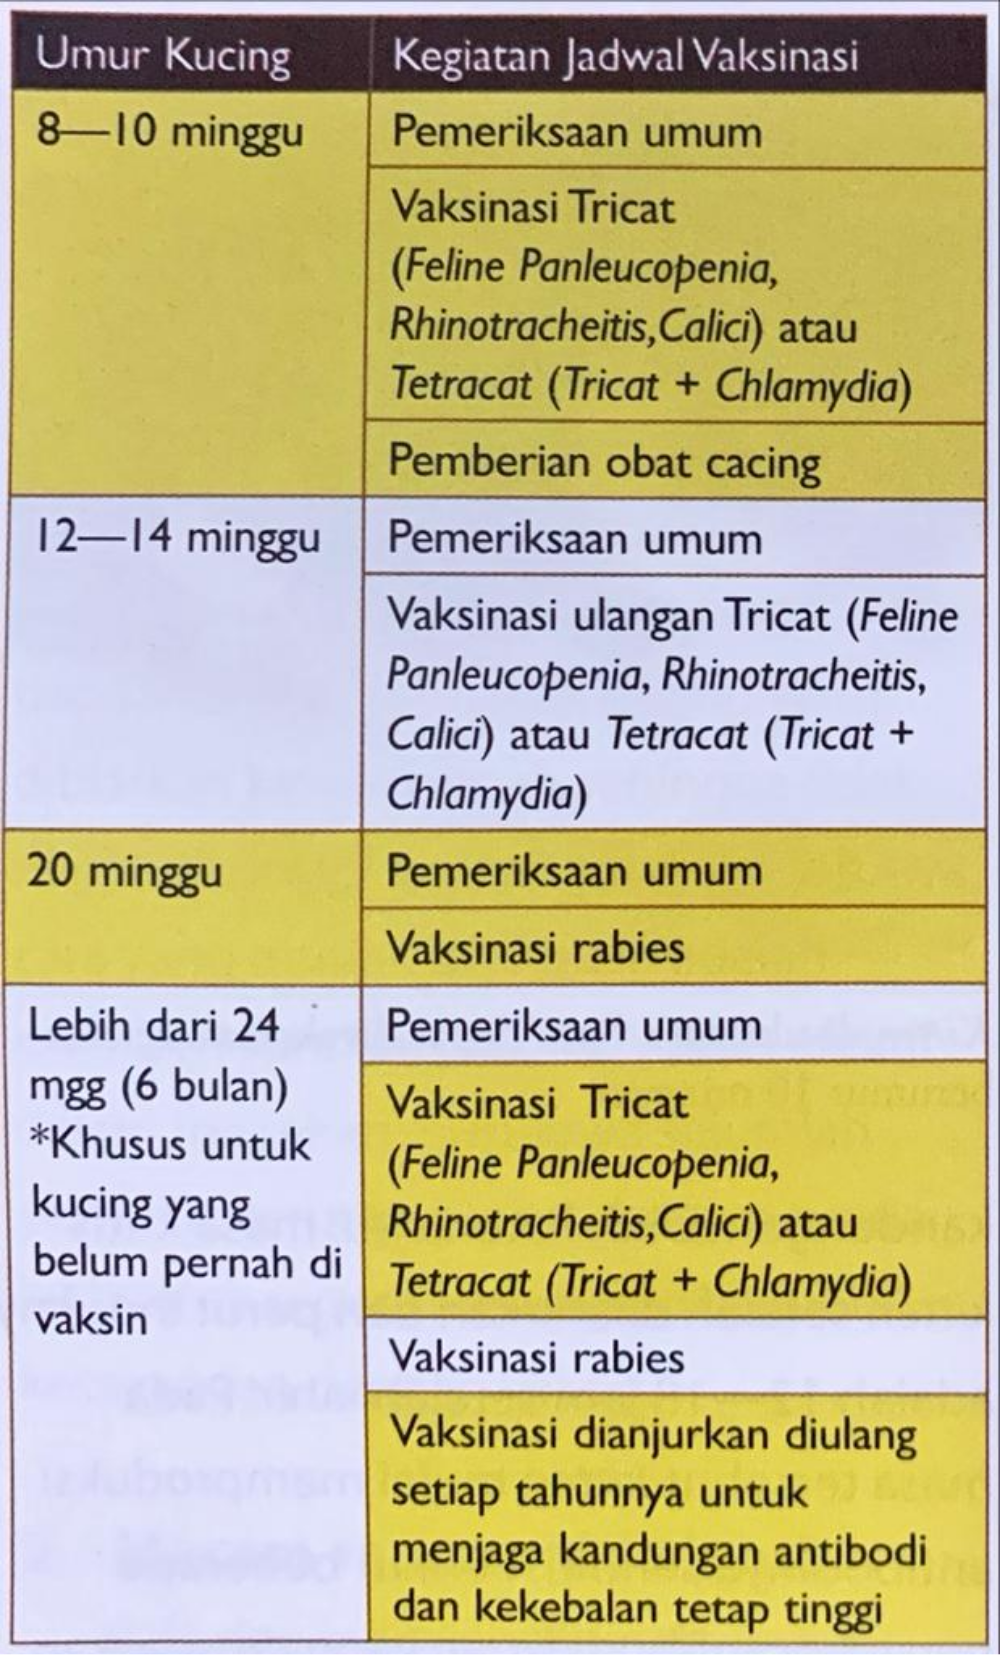 Umur Kucing
Kegiatan Jadwal Vaksinasi
8—10 minggu
Pemeriksaan umum
Vaksinasi Tricat
(Feline Panleucopenia,
Rhinotracheitis, Calici) atau
Tetracat (Tricat + Chlamydia)
Pemberian obat cacing
12—14 minggu
Pemeriksaan umum
Vaksinasi ulangan Tricat (Feline
Panleucopenia, Rhinotracheitis,
Calici) atau Tetracat (Tricat +
Chlamydia)
20 minggu
Pemeriksaan umum
Vaksinasi rabies
Lebih dari 24
mgg (6 bulan)
*Khusus untuk
kucing yang
belum pernah di
vaksin
Pemeriksaan umum
Vaksinasi Tricat
(Feline Panleucopenia,
Rhinotracheitis, Calici) atau
Tetracat (Tricat + Chlamydia)
Vaksinasi rabies
Vaksinasi dianjurkan diulang
setiap tahunnya untuk
menjaga kandungan antibodi
dan kekebalan tetap tinggi